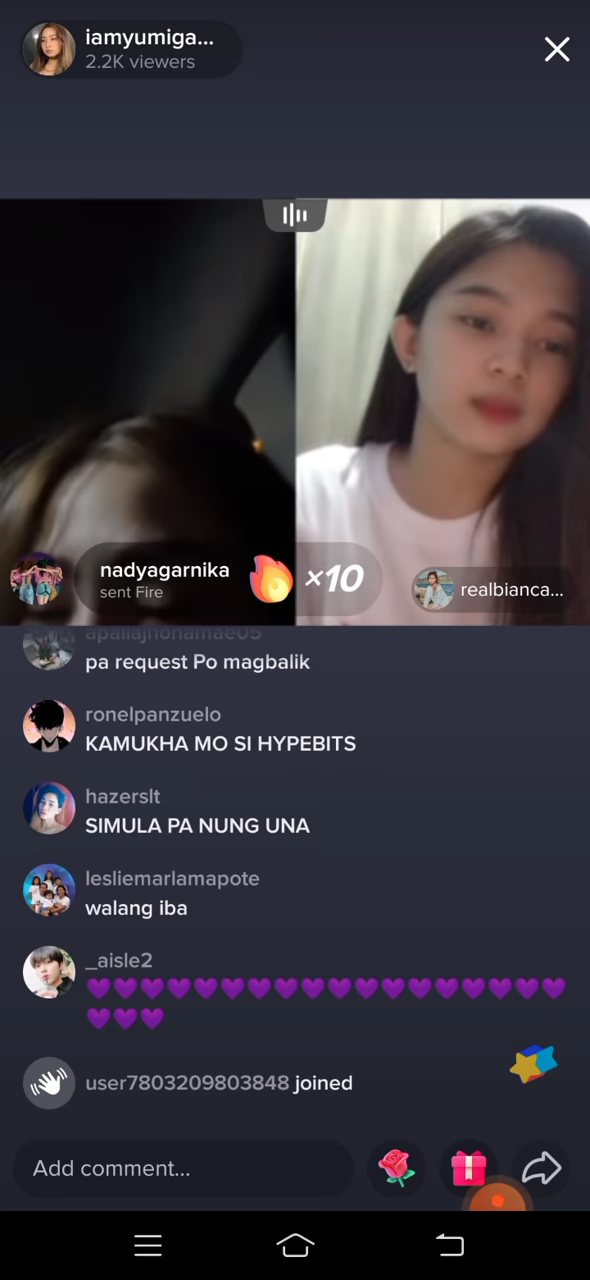 iamyumiga...
2.2K viewers
nadyagarnika
sent Fire
×10
realbianca...
pa request Po magbalik
ronelpanzuelo
KAMUKHA MO SI HYPEBITS
hazerslt
SIMULA PA NUNG UNA
lesliemarlamapote
walang iba
_aisle2
💜💜💜💜💜💜💜💜💜💜💜💜💜💜💜💜💜💜
💜💜💜
user7803209803848 joined
Add comment...